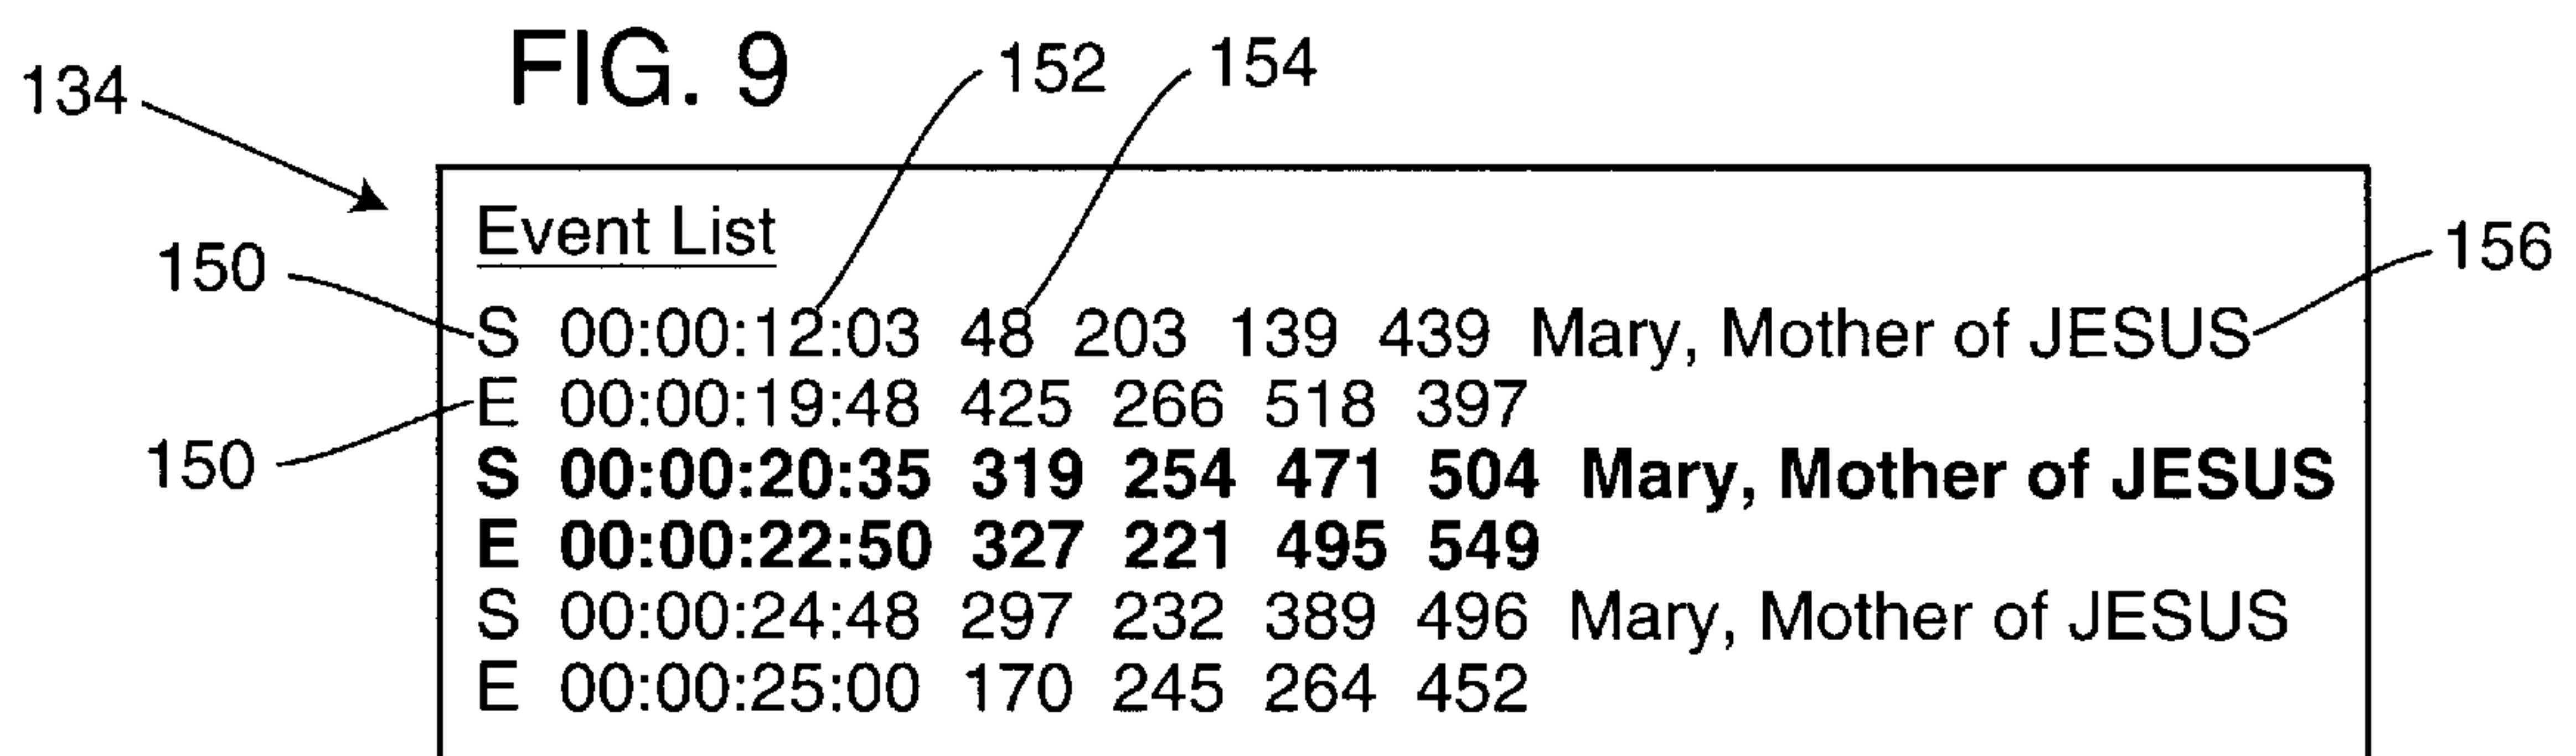 FIG. 9
134
152
154
Event List
150
156
S 00:00:12:03 48 203 139 439 Mary, Mother of JESUS
E 00:00:19:48 425 266 518 397
150
S 00:00:20:35 319 254 471 504 Mary, Mother of JESUS
E 00:00:22:50 327 221 495 549
S 00:00:24:48 297 232 389 496 Mary, Mother of JESUS
E 00:00:25:00 170 245 264 452